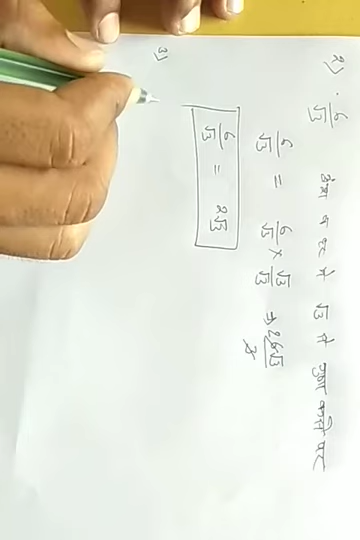 2) 6/√3 अंश व हर में √3 से गुणा करने पर
6/√3 = 6/√3 × √3/√3 ⇒ 6√3/3
6/√3 = 2√3
3)